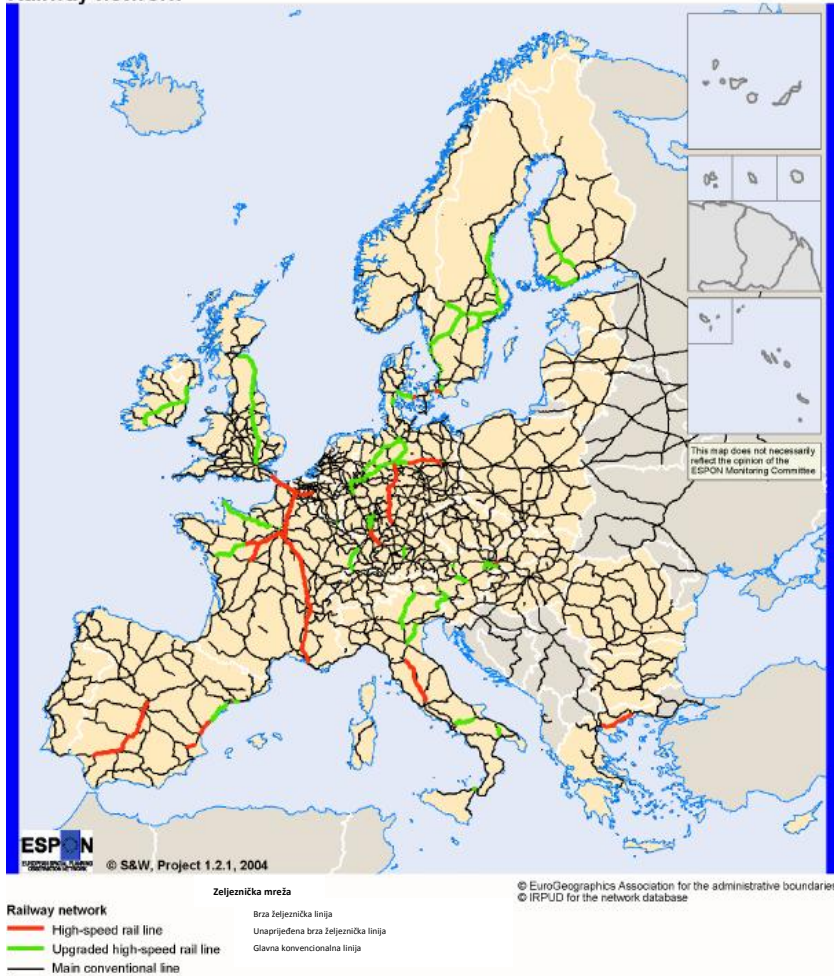 This map does not necessarily
reflect the opinion of the
ESPON Monitoring Committee
ESPON
© S&W, Project 1.2.1, 2004
Zeljeznička mreža
© EuroGeographics Association for the administrative boundaries
© IRPUD for the network database
Railway network
High-speed rail line
Brza željeznička linija
Upgraded high-speed rail line
Unaprijeđena brza željeznička linija
Main conventional line
Glavna konvencionalna linija